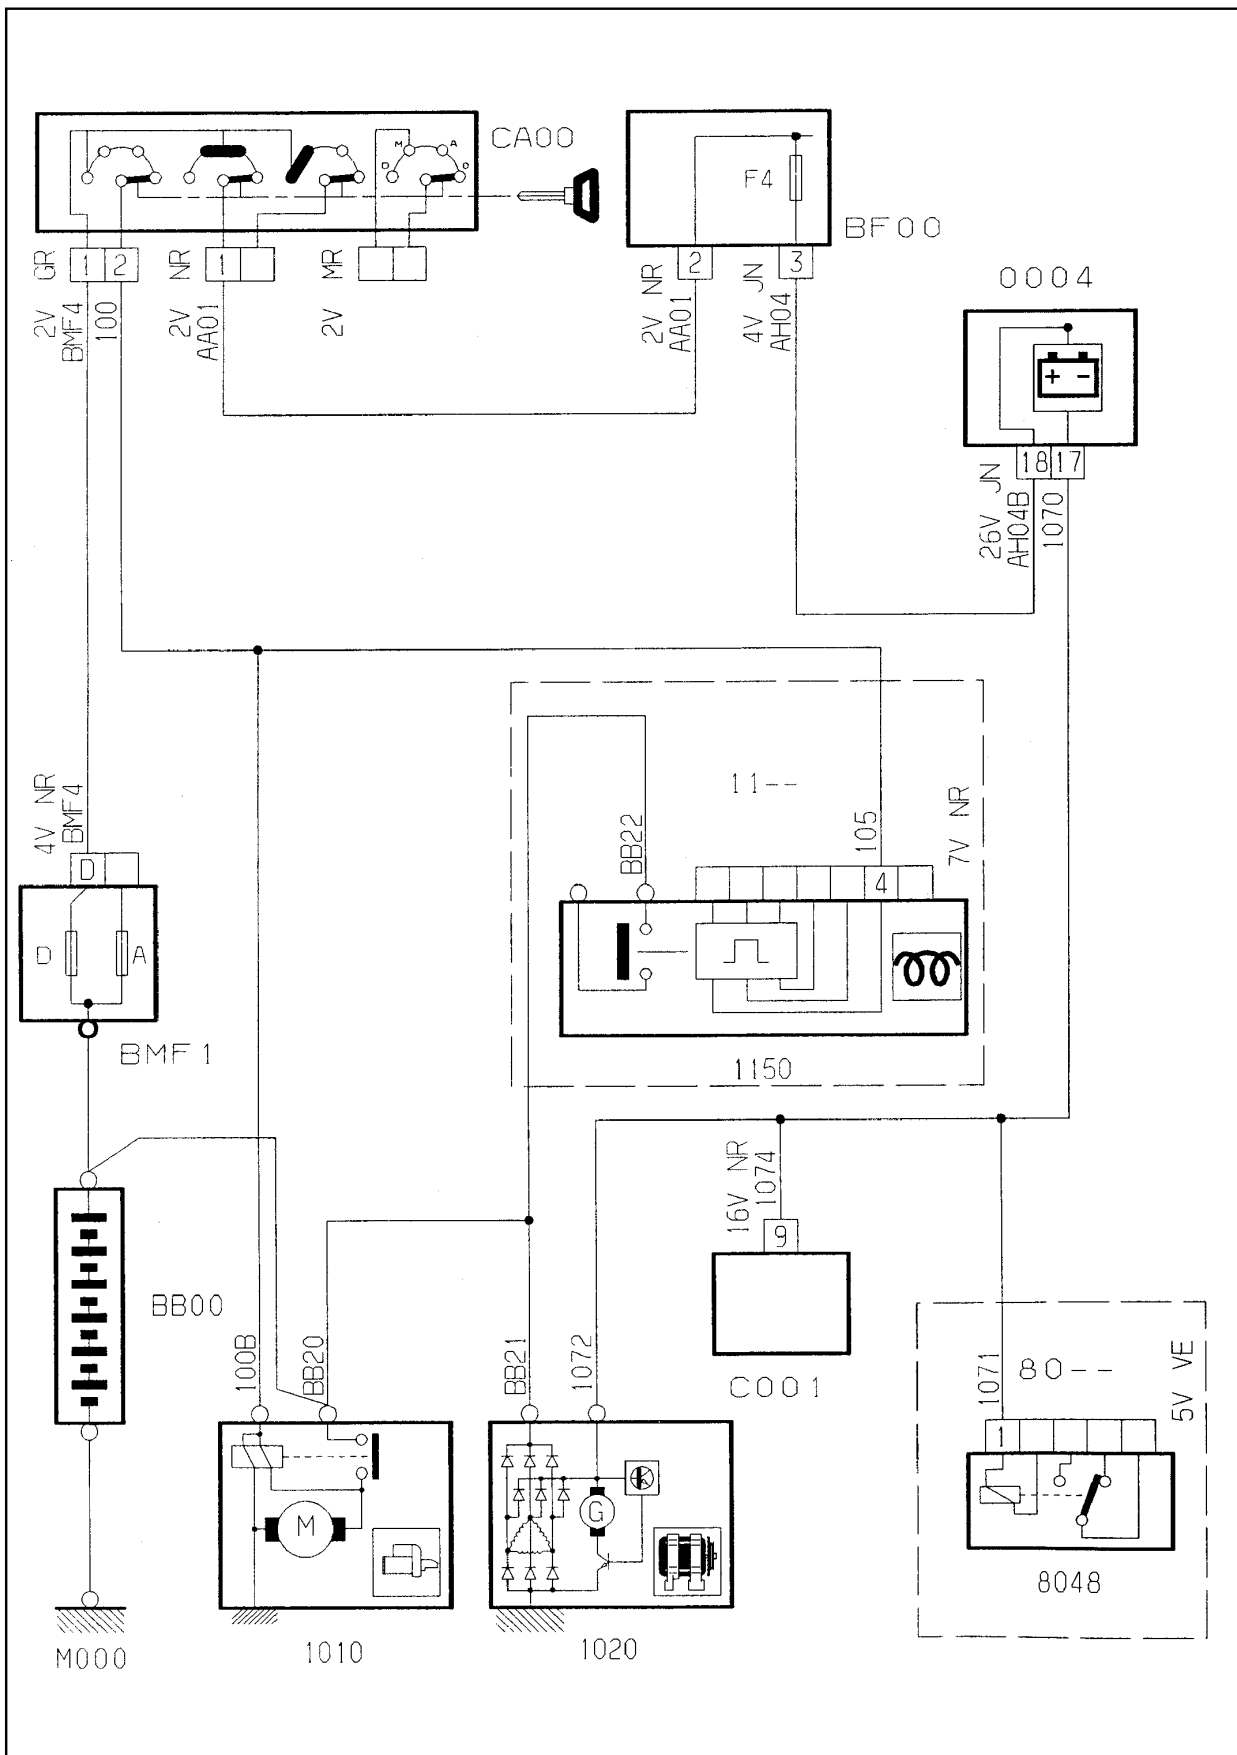 CA00
M
A
D
D
F4
BF00
0004
1
2
1
2
3
2V GR
BMF4
100
2V NR
AA01
2V MR
2V NR
AA01
4V JN
AH04
+ -
18
17
26V JN
AH04B
1070
11--
4V NR
BMF4
D
D
A
BMF1
BB22
105
7V NR
4
1150
16V NR
1074
9
C001
BB00
100B
BB20
BB21
1072
1071
80--
5V VE
1
M
G
8048
M000
1010
1020